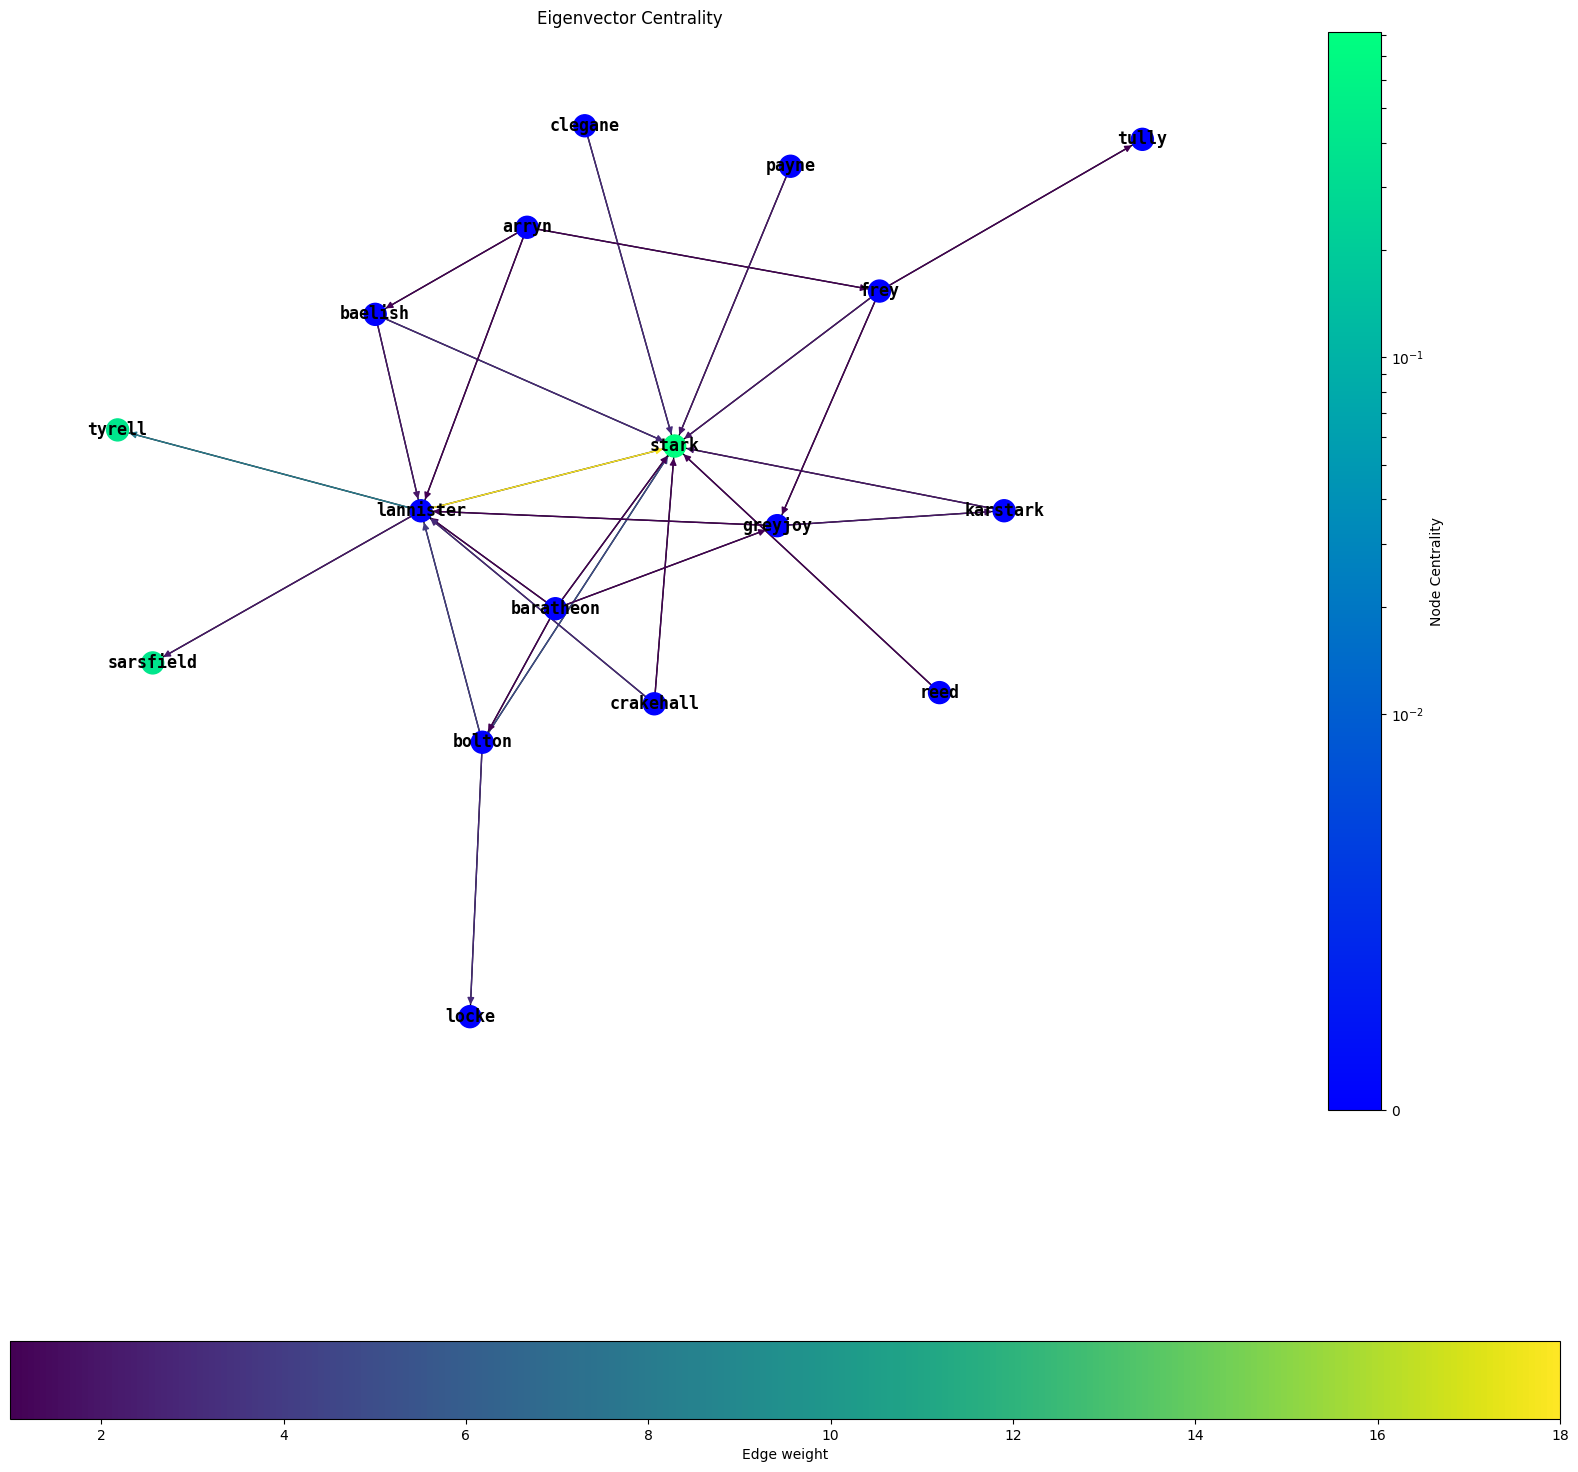 Eigenvector Centrality
clegane
tully
payne
arryn
frey
baelish
tyrell
stark
lannister
karstark
greyjoy
baratheon
sarsfield
reed
crakehall
bolton
locke
10⁻¹
10⁻²
0
Node Centrality
2 4 6 8 10 12 14 16 18
Edge weight